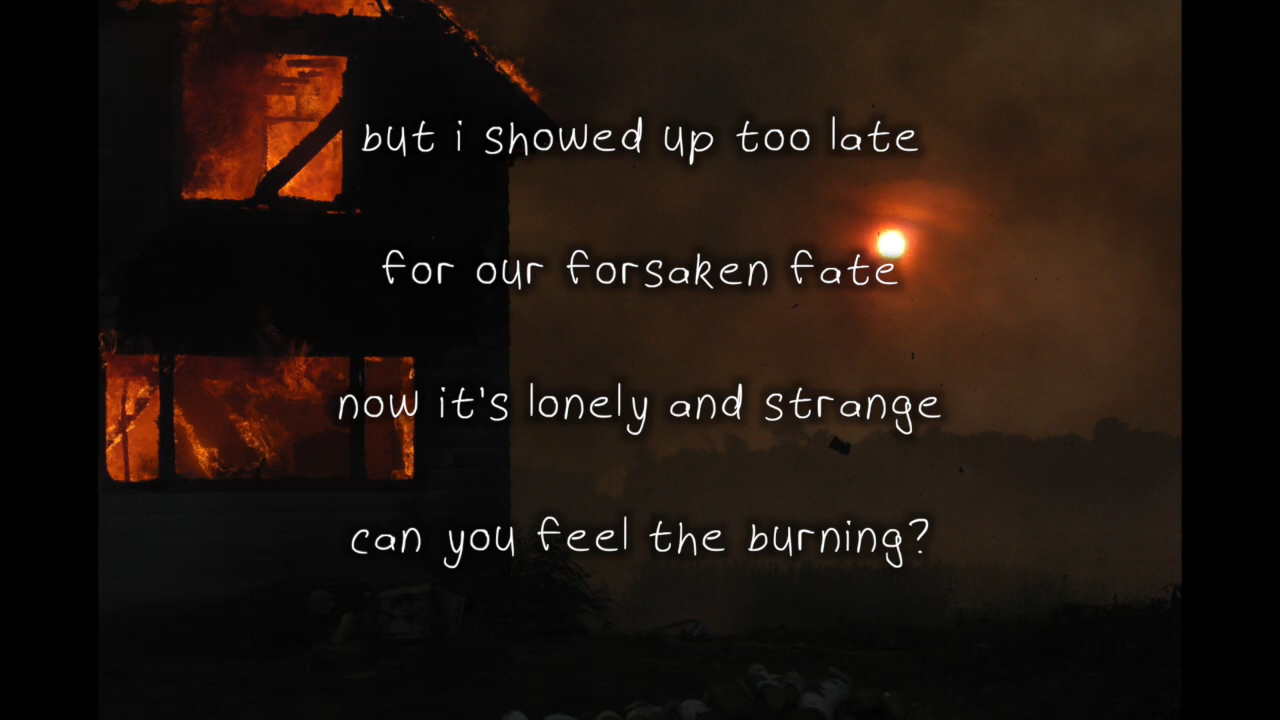 but i showed up too late
for our forsaken fate
now it's lonely and strange
can you feel the burning?